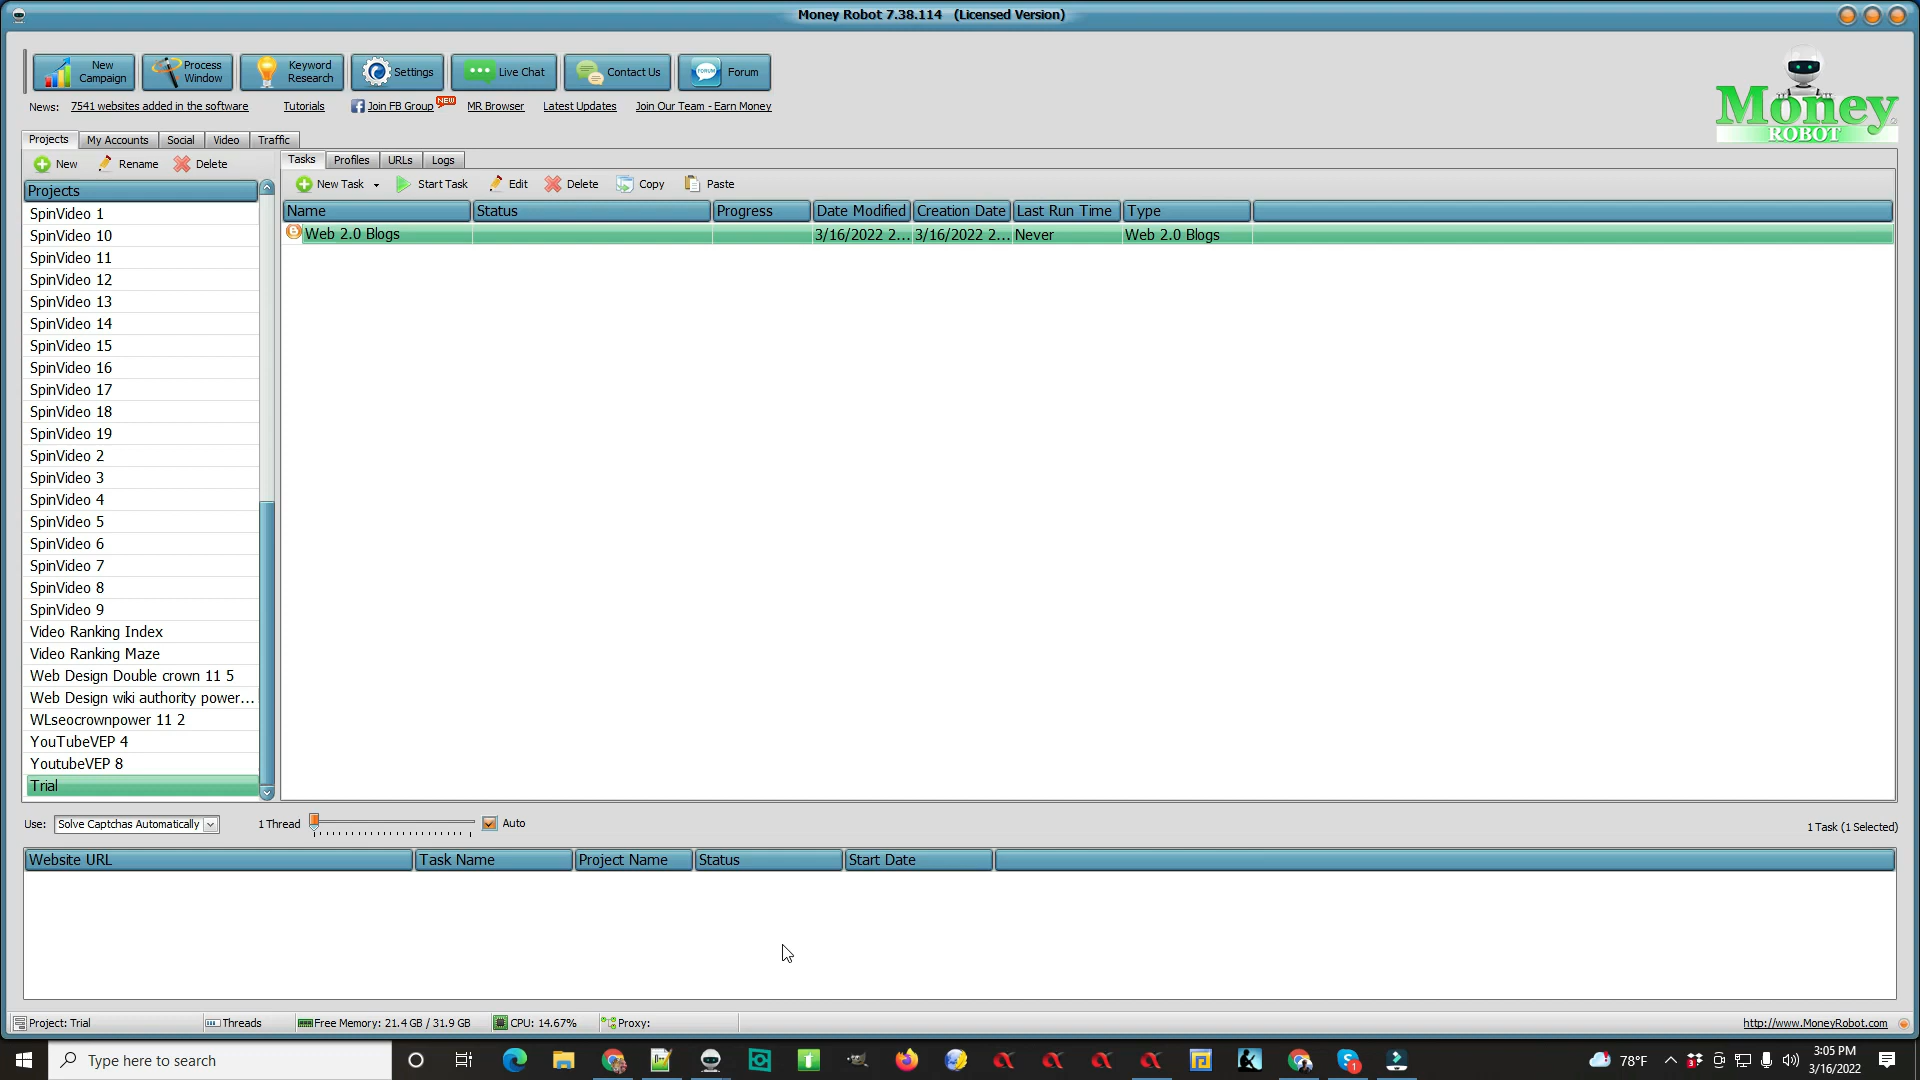 Money Robot 7.38.114 (Licensed Version)
New Campaign
Process Window
Keyword Research
Settings
Live Chat
Contact Us
FORUM Forum
Money ROBOT
News: 7541 websites added in the software Tutorials Join FB Group NEW MR Browser Latest Updates Join Our Team - Earn Money
Projects My Accounts Social Video Traffic
New Rename Delete
Tasks Profiles URLs Logs
New Task Start Task Edit Delete Copy Paste
Projects
SpinVideo 1
SpinVideo 10
SpinVideo 11
SpinVideo 12
SpinVideo 13
SpinVideo 14
SpinVideo 15
SpinVideo 16
SpinVideo 17
SpinVideo 18
SpinVideo 19
SpinVideo 2
SpinVideo 3
SpinVideo 4
SpinVideo 5
SpinVideo 6
SpinVideo 7
SpinVideo 8
SpinVideo 9
Video Ranking Index
Video Ranking Maze
Web Design Double crown 11 5
Web Design wiki authority power...
WLseocrownpower 11 2
YouTubeVEP 4
YoutubeVEP 8
Trial
Name Status Progress Date Modified Creation Date Last Run Time Type
Web 2.0 Blogs 3/16/2022 2... 3/16/2022 2... Never Web 2.0 Blogs
Use: Solve Captchas Automatically 1 Thread Auto 1 Task (1 Selected)
Website URL Task Name Project Name Status Start Date
Project: Trial Threads Free Memory: 21.4 GB / 31.9 GB CPU: 14.67% Proxy: http://www.MoneyRobot.com
Type here to search
78°F
3:05 PM
3/16/2022